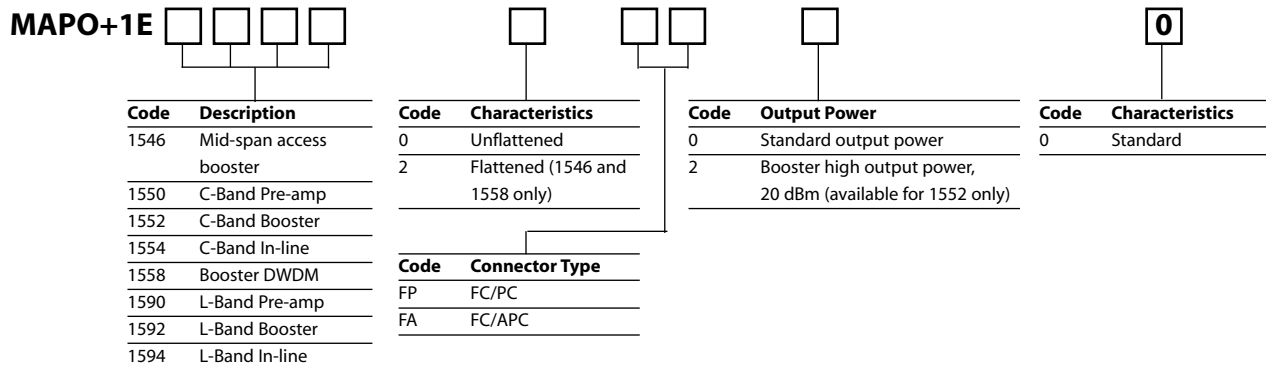 MAPO+1E 0
Code Description
1546 Mid-span access
booster
1550 C-Band Pre-amp
1552 C-Band Booster
1554 C-Band In-line
1558 Booster DWDM
1590 L-Band Pre-amp
1592 L-Band Booster
1594 L-Band In-line
Code Characteristics
0 Unflattened
2 Flattened (1546 and
1558 only)
Code Connector Type
FP FC/PC
FA FC/APC
Code Output Power
0 Standard output power
2 Booster high output power,
20 dBm (available for 1552 only)
Code Characteristics
0 Standard